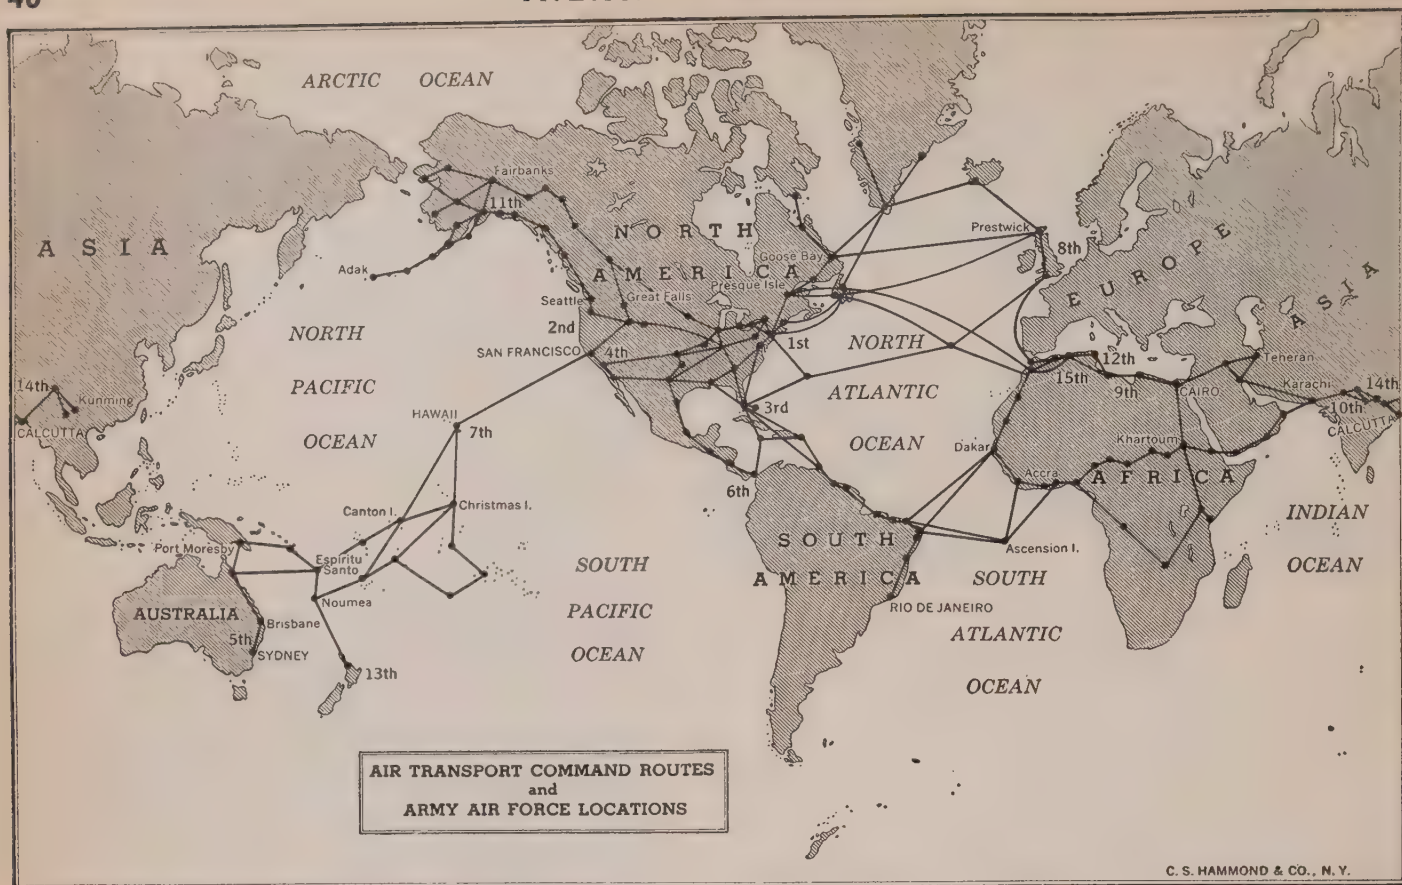 40
ARCTIC OCEAN
ASIA
NORTH
AMERICA
EUROPE
ASIA
Fairbanks
11th
Adak
Prestwick
8th
Goose Bay
Presque Isle
Seattle
Great Falls
2nd
SAN FRANCISCO
4th
1st
NORTH
PACIFIC
OCEAN
NORTH
ATLANTIC
OCEAN
12th
15th
9th
CAIRO
Teheran
Karachi
14th
10th
CALCUTTA
14th
Kunming
CALCUTTA
HAWAII
7th
3rd
6th
Dakar
Accra
Khartoum
AFRICA
Canton I.
Christmas I.
Port Moresby
Espiritu
Santo
Noumea
AUSTRALIA
Brisbane
5th
SYDNEY
13th
SOUTH
PACIFIC
OCEAN
SOUTH
AMERICA
Ascension I.
RIO DE JANEIRO
SOUTH
ATLANTIC
OCEAN
INDIAN
OCEAN
AIR TRANSPORT COMMAND ROUTES
and
ARMY AIR FORCE LOCATIONS
C. S. HAMMOND & CO., N. Y.